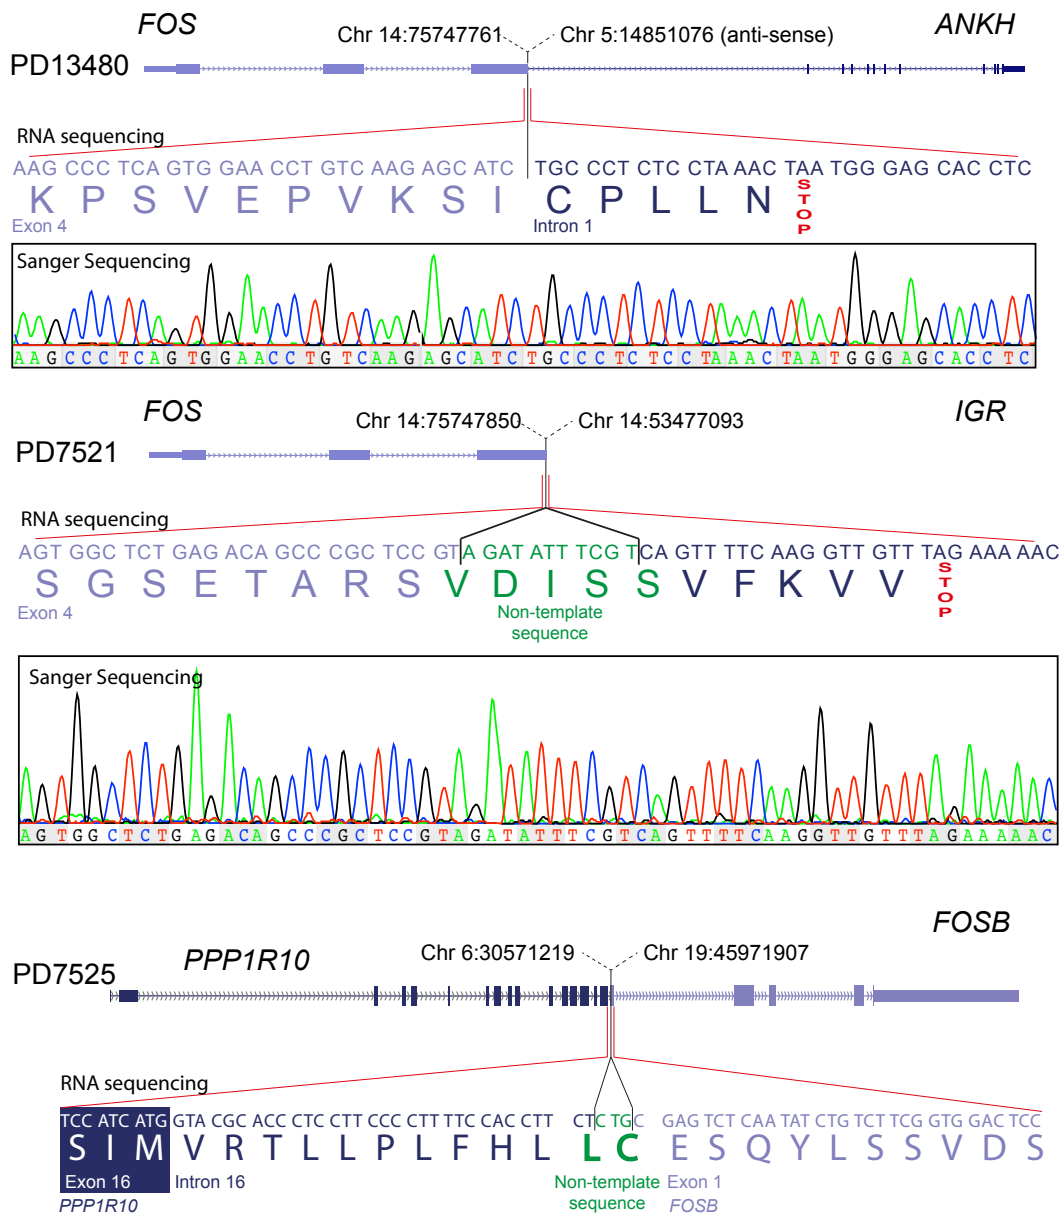 FOS
ANKH
Chr 14:75747761
Chr 5:14851076 (anti-sense)
PD13480
RNA sequencing
AAG CCC TCA GTG GAA CCT GTC AAG AGC ATC TGC CCT CTC CTA AAC TAA TGG GAG CAC CTC
K P S V E P V K S I C P L L N STOP
Exon 4
Intron 1
Sanger Sequencing
AAGCCCTCAGTGGAACCTGTCAAGAGCATCTGCCCTCTCCTAAACTAATGGGAGCACCTC
FOS
IGR
Chr 14:75747850
Chr 14:53477093
PD7521
RNA sequencing
AGT GGC TCT GAG ACA GCC CGC TCC GTA GAT ATT TCG TCA GTT TTC AAG GTT GTT TAG AAA AAC
S G S E T A R S V D I S S V F K V V STOP
Exon 4
Non-template
sequence
Sanger Sequencing
AGTGGCTCTGAGACAGCCCGCTCCGTAGATATTTCGTCAGTTTTCAAGGTTGTTTAGAAAAAC
FOSB
PPP1R10
Chr 6:30571219
Chr 19:45971907
PD7525
RNA sequencing
TCC ATC ATG GTA CGC ACC CTC CTT CCC CTT TTC CAC CTT CTC TGC GAG TCT CAA TAT CTG TCT TCG GTG GAC TCC
S I M V R T L L P L F H L L C E S Q Y L S S V D S
Exon 16
Intron 16
Non-template
sequence
Exon 1
PPP1R10
FOSB